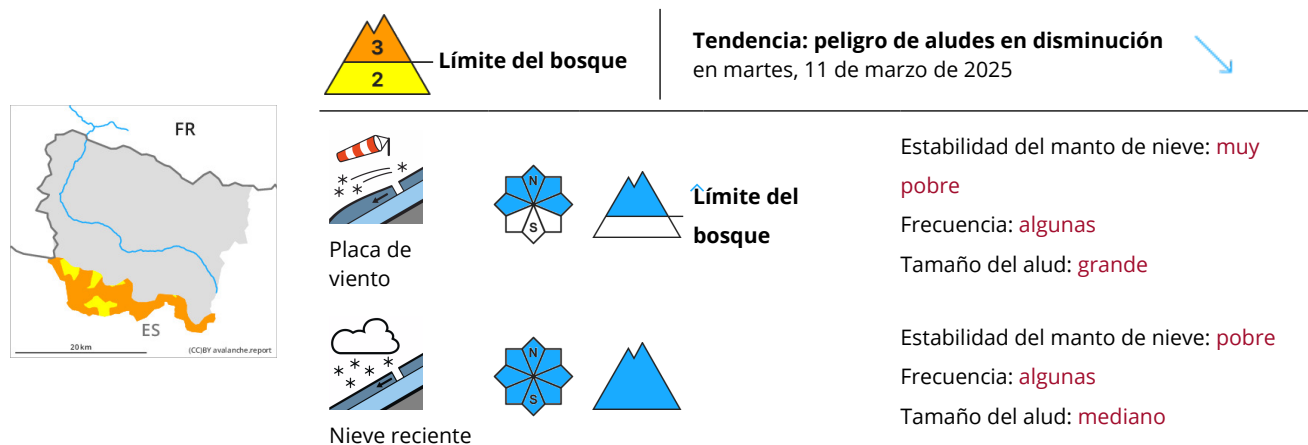 FR
ES
20 km
(CC)BY avalanche.report
3
2
Límite del bosque
Tendencia: peligro de aludes en disminución
en martes, 11 de marzo de 2025
Placa de
viento
N
S
Límite del
bosque
Estabilidad del manto de nieve: muy
pobre
Frecuencia: algunas
Tamaño del alud: grande
Nieve reciente
N
S
Estabilidad del manto de nieve: pobre
Frecuencia: algunas
Tamaño del alud: mediano